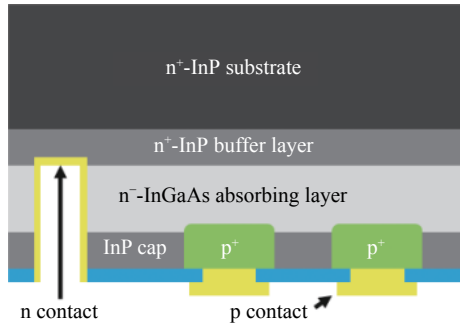 n⁺-InP substrate
n⁺-InP buffer layer
n⁻-InGaAs absorbing layer
InP cap
p⁺
p⁺
n contact
p contact